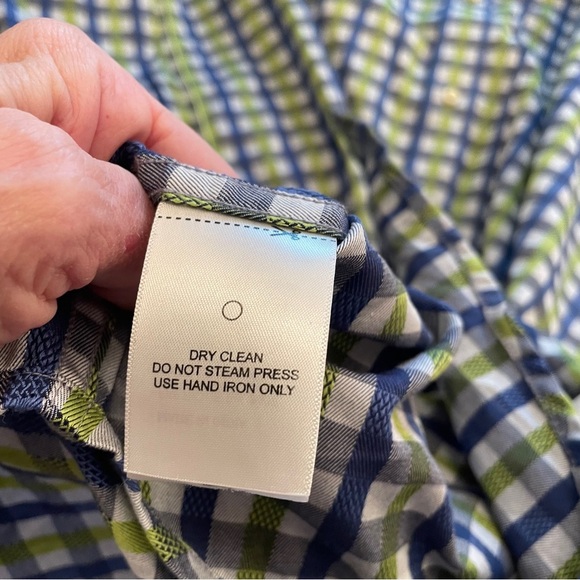 DRY CLEAN
DO NOT STEAM PRESS
USE HAND IRON ONLY